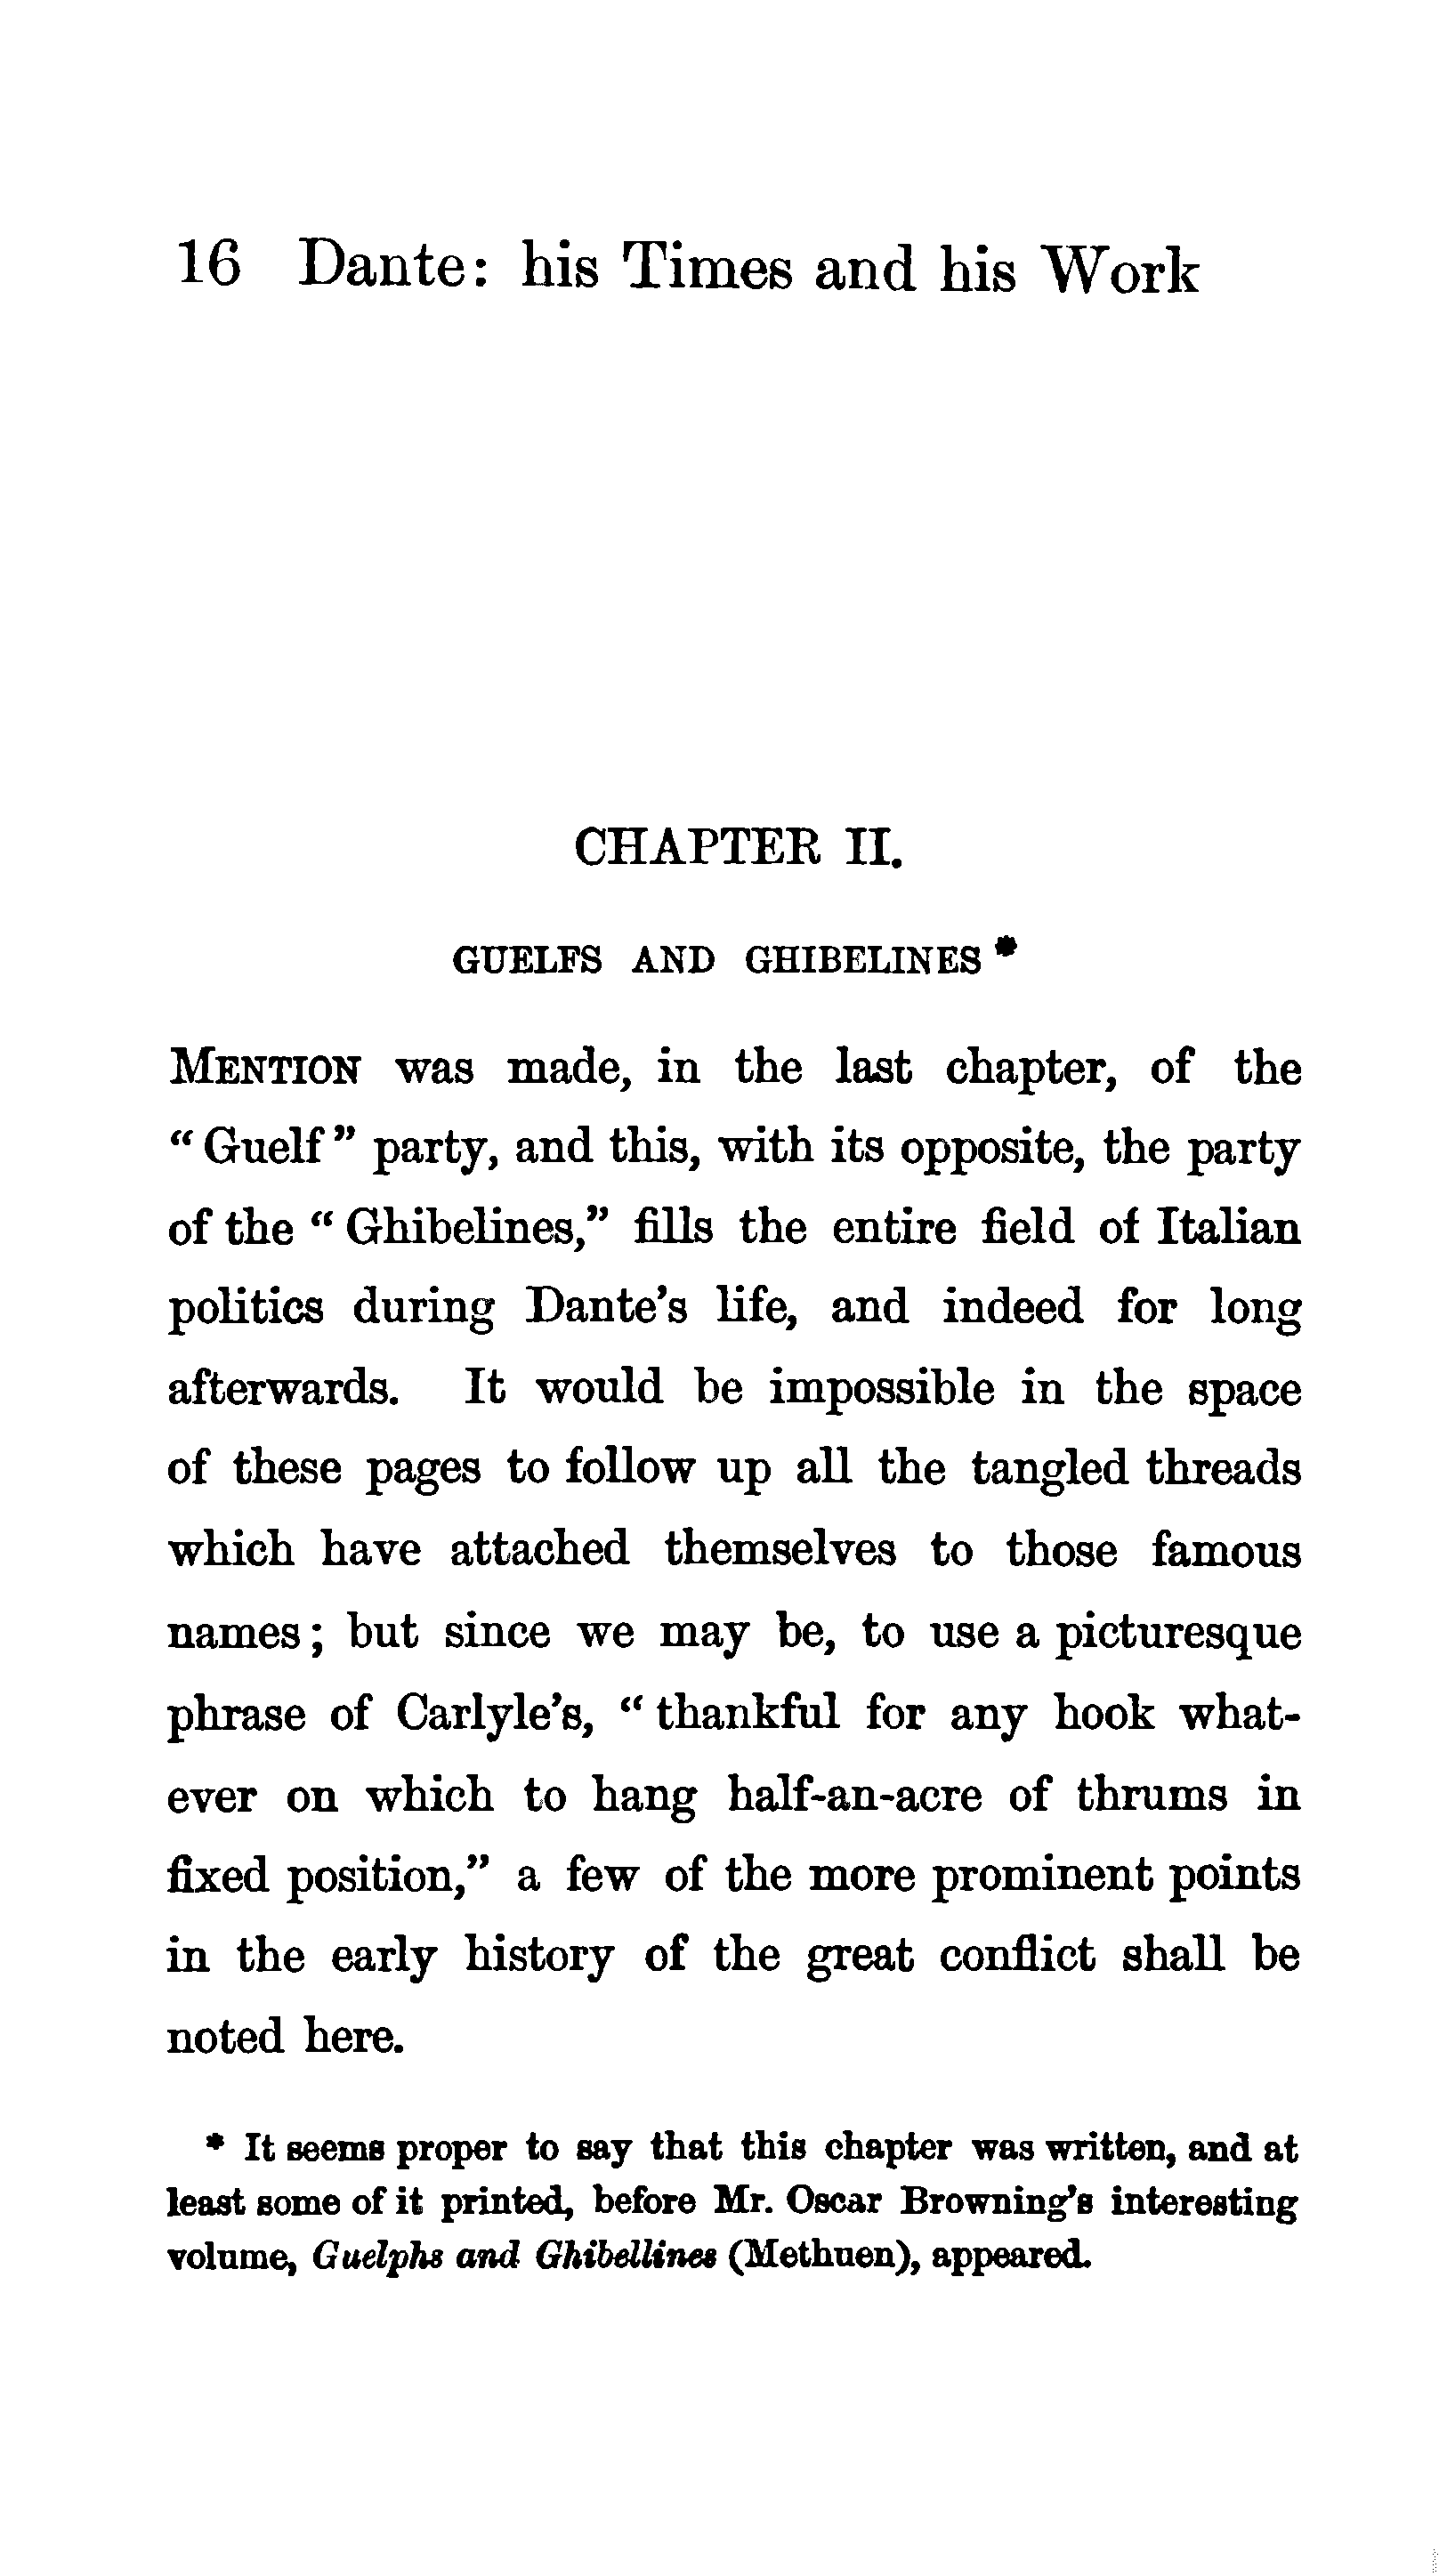 16 Dante: his Times and his Work
CHAPTER II.
GUELFS AND GHIBELINES *
MENTION was made, in the last chapter, of the
“Guelf” party, and this, with its opposite, the party
of the “Ghibelines,” fills the entire field of Italian
politics during Dante’s life, and indeed for long
afterwards. It would be impossible in the space
of these pages to follow up all the tangled threads
which have attached themselves to those famous
names; but since we may be, to use a picturesque
phrase of Carlyle’s, “thankful for any hook what-
ever on which to hang half-an-acre of thrums in
fixed position,” a few of the more prominent points
in the early history of the great conflict shall be
noted here.
* It seems proper to say that this chapter was written, and at
least some of it printed, before Mr. Oscar Browning’s interesting
volume, Guelphs and Ghibellines (Methuen), appeared.